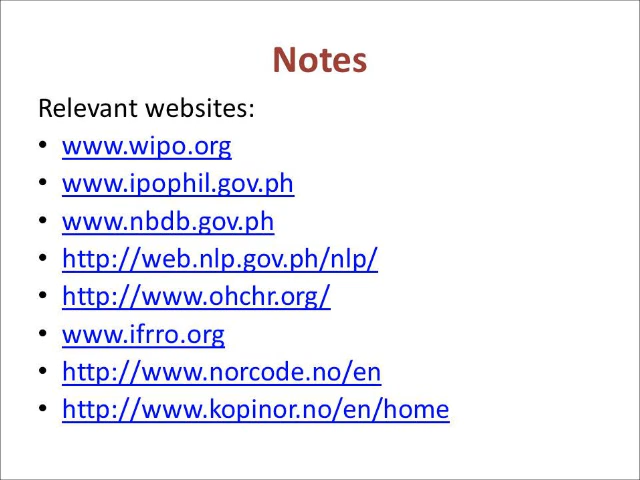 Notes
Relevant websites:
• www.wipo.org
• www.ipophil.gov.ph
• www.nbdb.gov.ph
• http://web.nlp.gov.ph/nlp/
• http://www.ohchr.org/
• www.ifrro.org
• http://www.norcode.no/en
• http://www.kopinor.no/en/home